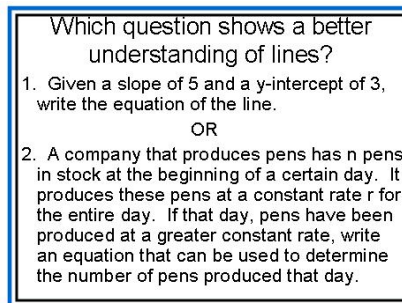 Which question shows a better
understanding of lines?
1. Given a slope of 5 and a y-intercept of 3,
write the equation of the line.
OR
2. A company that produces pens has n pens
in stock at the beginning of a certain day. It
produces these pens at a constant rate r for
the entire day. If that day, pens have been
produced at a greater constant rate, write
an equation that can be used to determine
the number of pens produced that day.